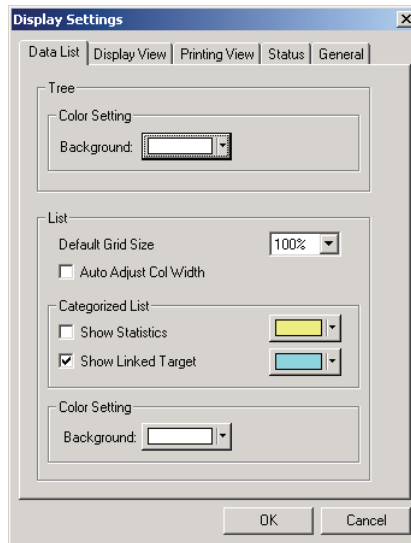 Display Settings
Data List
Display View
Printing View
Status
General
Tree
Color Setting
Background:
List
Default Grid Size
100%
Auto Adjust Col Width
Categorized List
Show Statistics
Show Linked Target
Color Setting
Background:
OK
Cancel